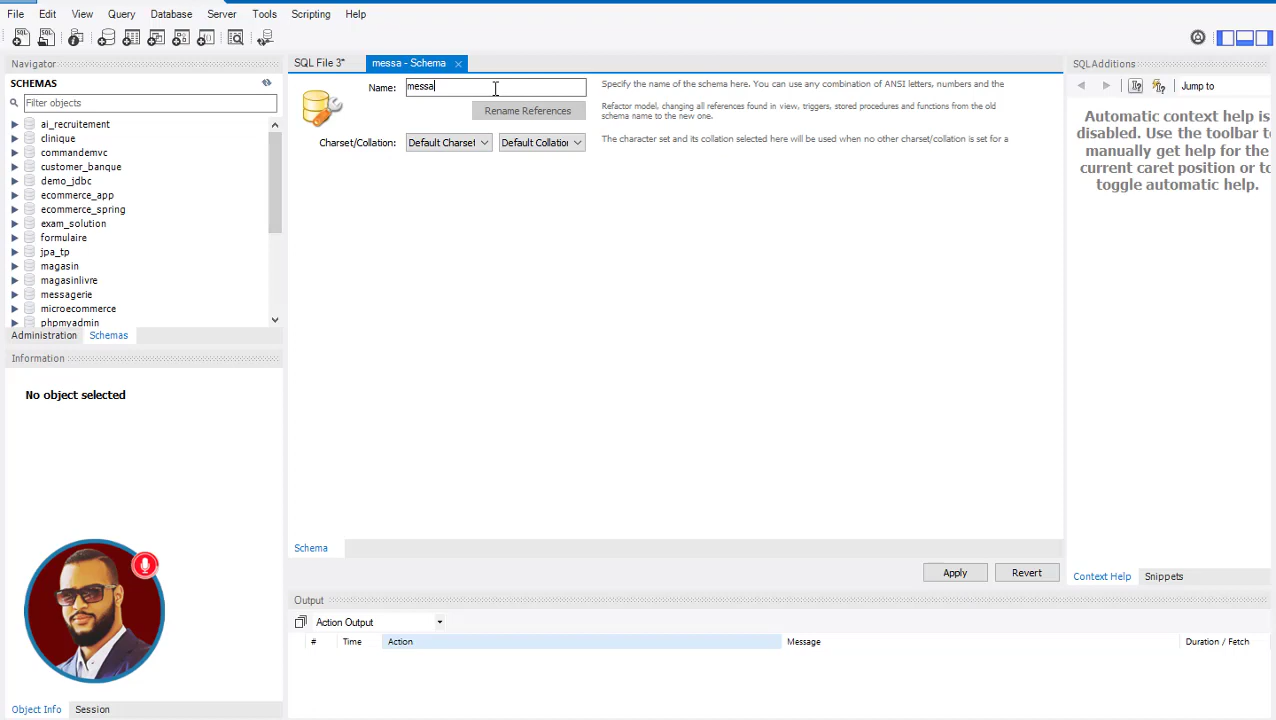 File Edit View Query Database Server Tools Scripting Help
Navigator
SCHEMAS
Filter objects
ai_recruitement
clinique
commandemvc
customer_banque
demo_jdbc
ecommerce_app
ecommerce_spring
exam_solution
formulaire
jpa_tp
magasin
magasinlivre
messagerie
microecommerce
phpmyadmin
Administration Schemas
Information
No object selected
Object Info Session
SQL File 3* messa - Schema
Name: messa
Specify the name of the schema here. You can use any combination of ANSI letters, numbers and the
Rename References
Refactor model, changing all references found in view, triggers, stored procedures and functions from the old
schema name to the new one.
Charset/Collation: Default Charset Default Collation
The character set and its collation selected here will be used when no other charset/collation is set for a
Schema
Apply Revert
Output
Action Output
# Time Action Message Duration / Fetch
SQLAdditions
Jump to
Automatic context help is
disabled. Use the toolbar to
manually get help for the
current caret position or to
toggle automatic help.
Context Help Snippets